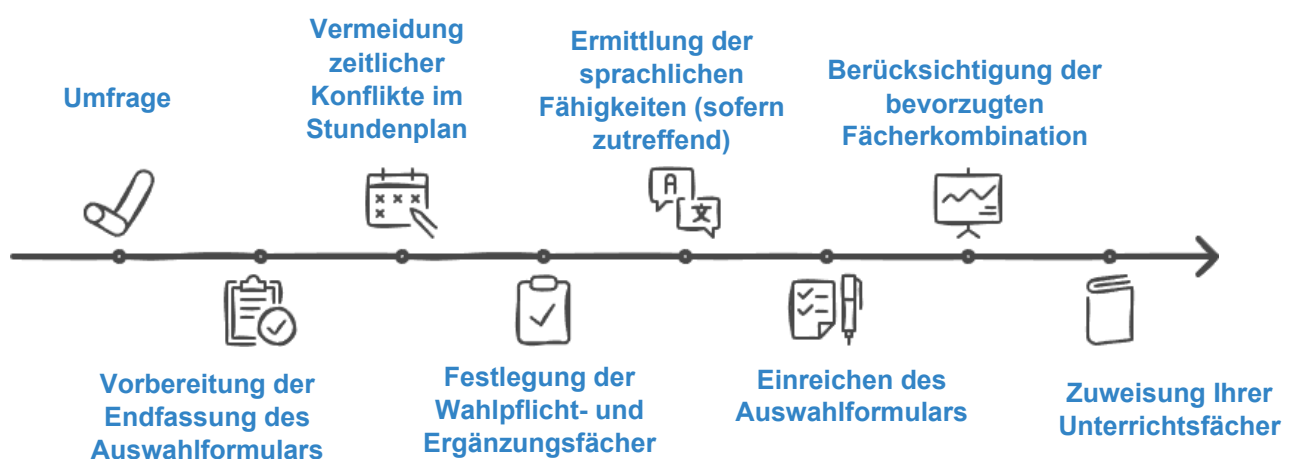 Umfrage
Vorbereitung der
Endfassung des
Auswahlformulars
Vermeidung
zeitlicher
Konflikte im
Stundenplan
Festlegung der
Wahlpflicht- und
Ergänzungsfächer
Ermittlung der
sprachlichen
Fähigkeiten (sofern
zutreffend)
A
文
Einreichen des
Auswahlformulars
Berücksichtigung der
bevorzugten
Fächerkombination
Zuweisung Ihrer
Unterrichtsfächer